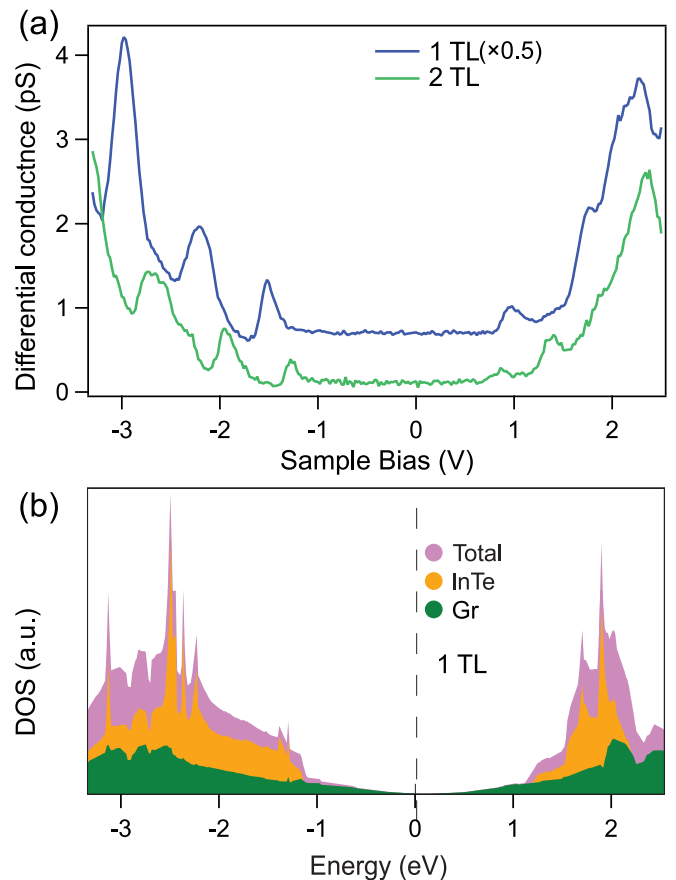 (a)
1 TL(×0.5)
2 TL
Differential conductnce (pS)
4
3
2
1
0
-3 -2 -1 0 1 2
Sample Bias (V)
(b)
Total
InTe
Gr
1 TL
DOS (a.u.)
-3 -2 -1 0 1 2
Energy (eV)